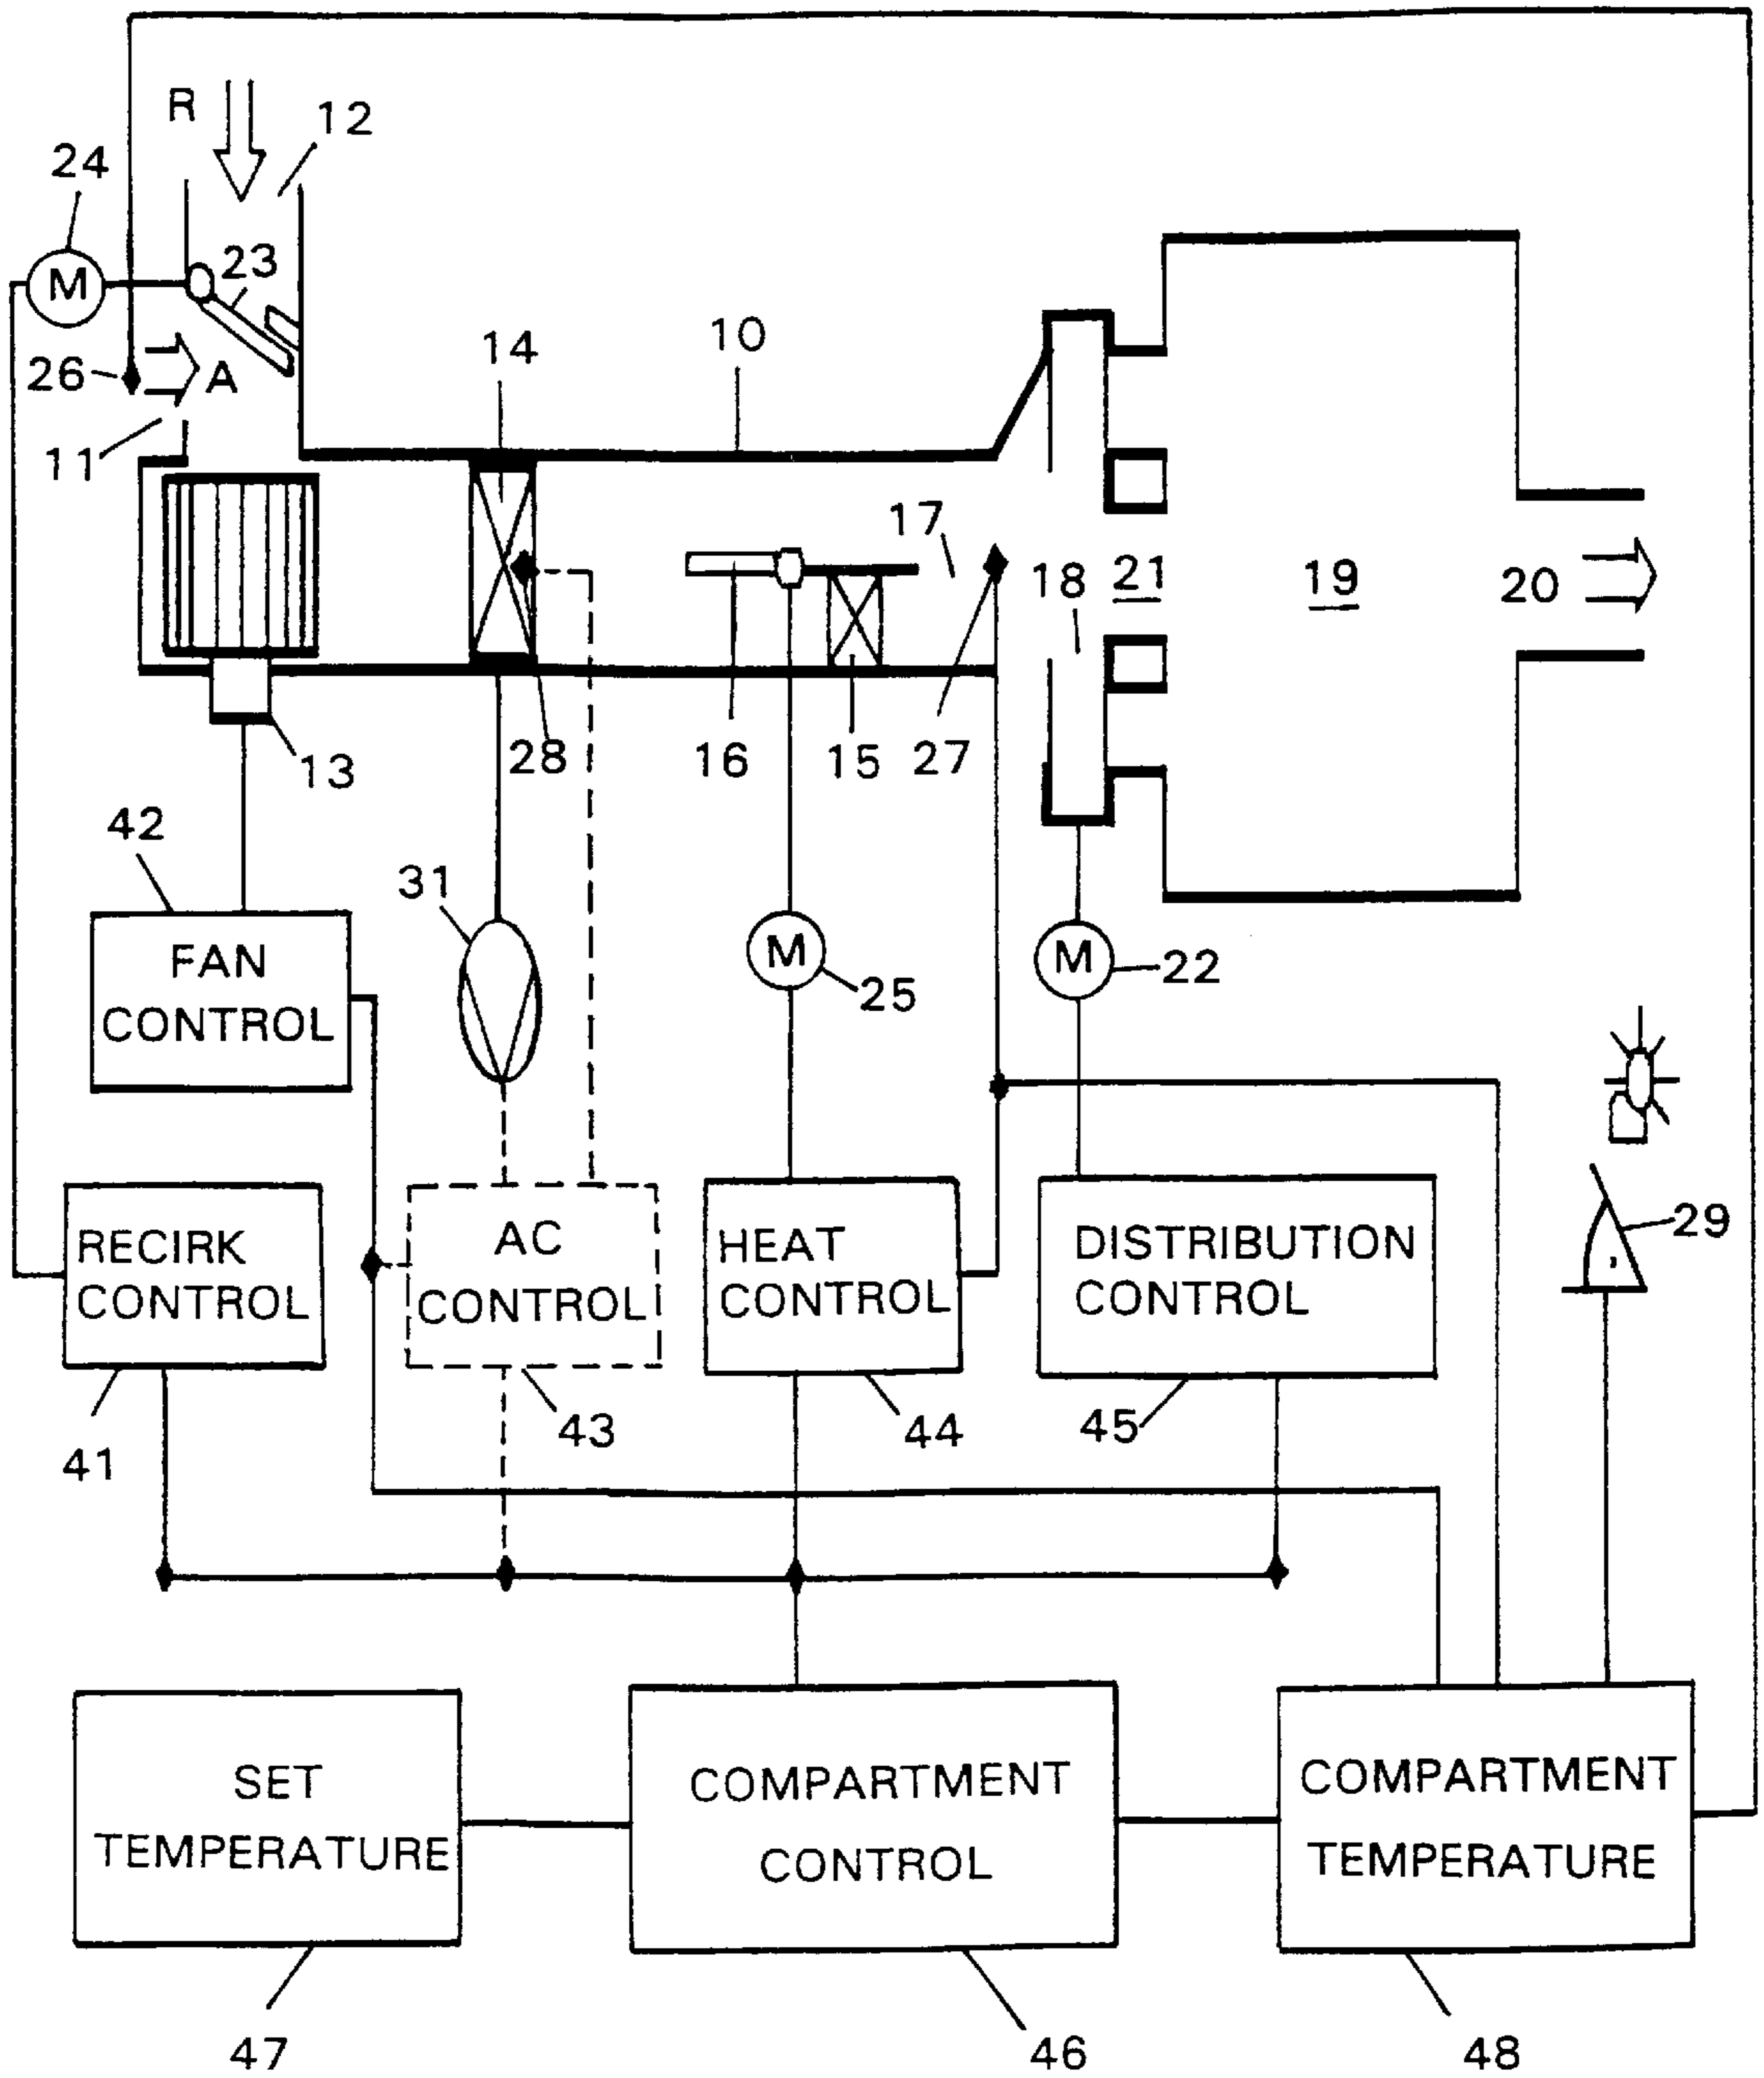 R
12
24
M
23
26
A
11
14
10
17
18
21
19
20
13
28
16
15
27
42
31
FAN
CONTROL
M
25
M
22
29
RECIRK
CONTROL
AC
CONTROL
HEAT
CONTROL
DISTRIBUTION
CONTROL
41
43
44
45
SET
TEMPERATURE
COMPARTMENT
CONTROL
COMPARTMENT
TEMPERATURE
47
46
48